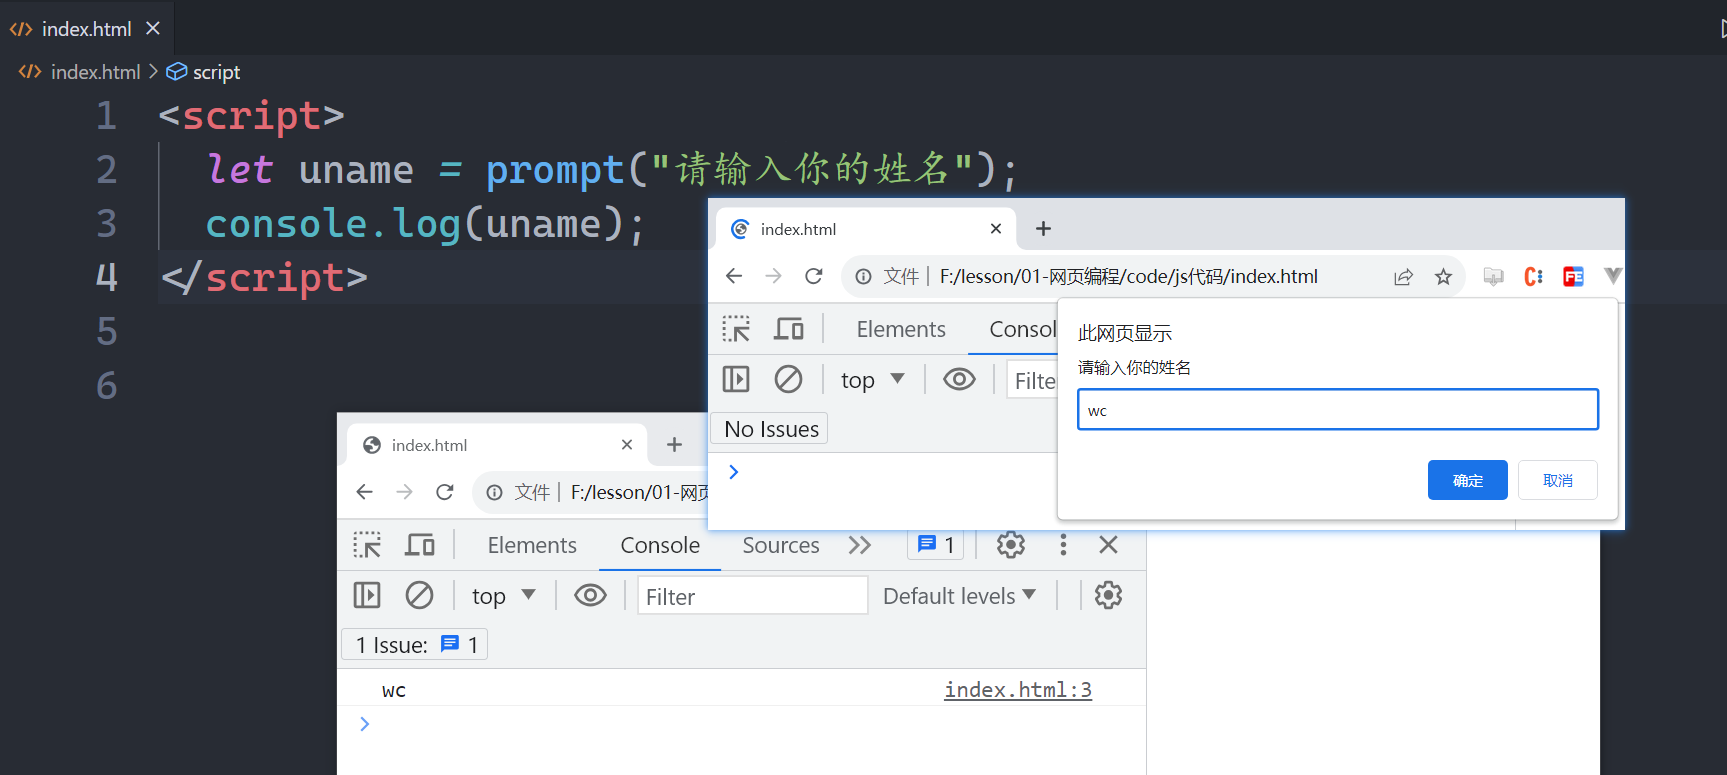 index.html
index.html script
1 <script>
2 let uname = prompt("请输入你的姓名");
3 console.log(uname);
4 </script>
5
6
index.html
文件 F:/lesson/01-网页编程/code/js代码/index.html
C:
FE
Elements Consol
top Filte
No Issues
此网页显示
请输入你的姓名
wc
确定 取消
index.html
文件 F:/lesson/01-网
Elements Console Sources 1
top Filter Default levels
1 Issue: 1
wc index.html:3